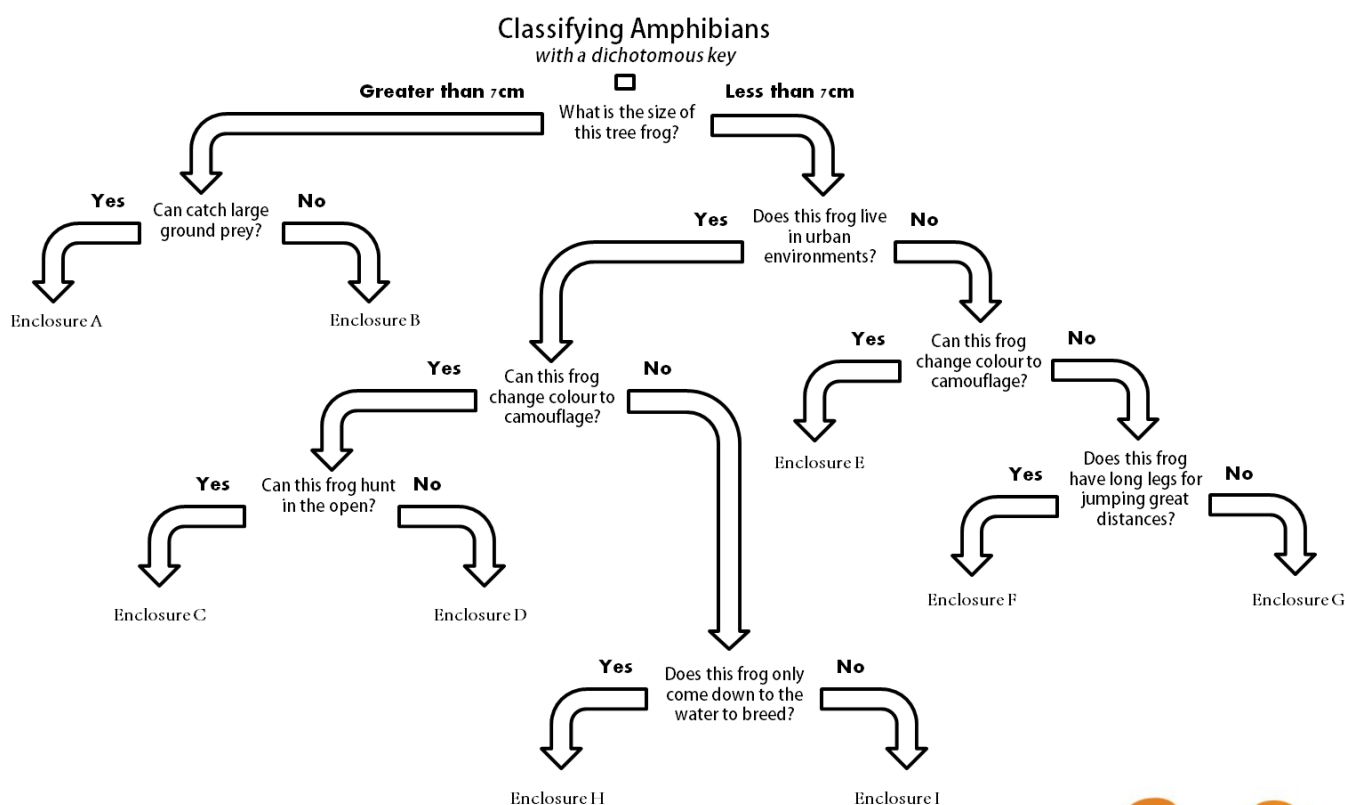 Classifying Amphibians
with a dichotomous key
Greater than 7cm
Less than 7cm
What is the size of
this tree frog?
Yes
Can catch large
ground prey?
No
Yes
Does this frog live
in urban
environments?
No
Enclosure A
Enclosure B
Yes
Can this frog
change colour to
camouflage?
No
Yes
Can this frog
change colour to
camouflage?
No
Enclosure E
Yes
Can this frog hunt
in the open?
No
Yes
Does this frog
have long legs for
jumping great
distances?
No
Enclosure C
Enclosure D
Enclosure F
Enclosure G
Yes
Does this frog only
come down to the
water to breed?
No
Enclosure H
Enclosure I